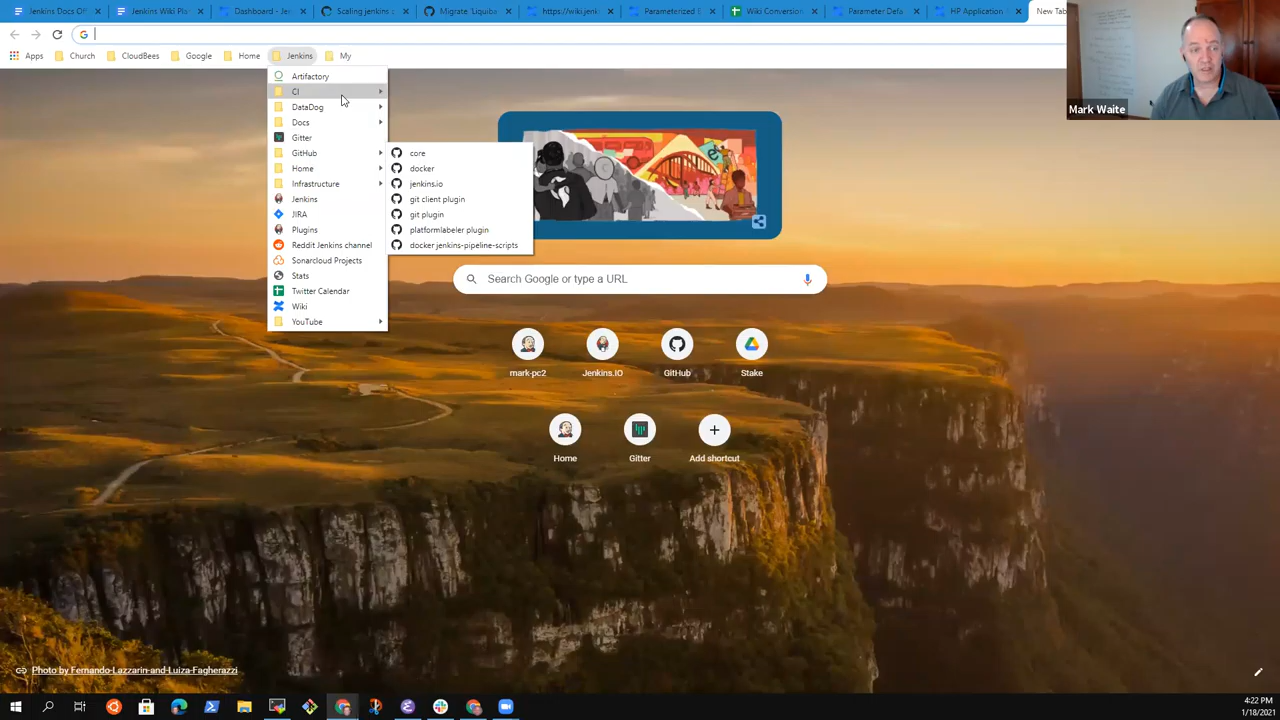 Jenkins Docs Off
Jenkins Wiki Pla
Dashboard - Jen
Scaling jenkins
Migrate 'Liquiba
https://wiki.jenk
Parameterized
Wiki Conversion
Parameter Defa
HP Application
New Tab
Apps
Church
CloudBees
Google
Home
Jenkins
My
Artifactory
CI
DataDog
Docs
Gitter
GitHub
Home
Infrastructure
Jenkins
JIRA
Plugins
Reddit Jenkins channel
Sonarcloud Projects
Stats
Twitter Calendar
Wiki
YouTube
core
docker
jenkins.io
git client plugin
git plugin
platformlabeler plugin
docker jenkins-pipeline-scripts
Mark Waite
Search Google or type a URL
mark-pc2
Jenkins.IO
GitHub
Stake
Home
Gitter
Add shortcut
Photo by Fernando-Lazzarin-and-Luiza-Fagherazzi
4:22 PM
1/18/2021